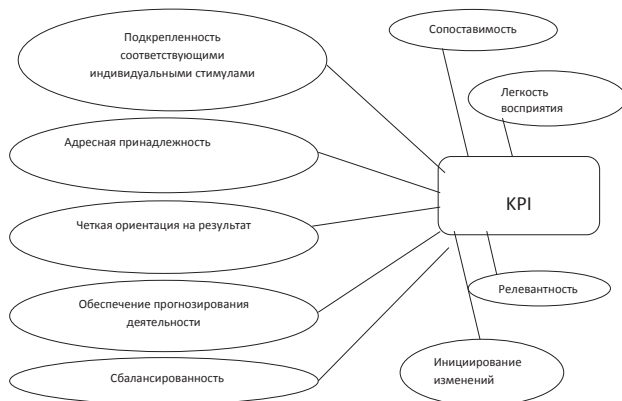 Подкрепленность
соответствующими
индивидуальными стимулами
Сопоставимость
Легкость
восприятия
Адресная принадлежность
KPI
Четкая ориентация на результат
Релевантность
Обеспечение прогнозирования
деятельности
Инициирование
изменений
Сбалансированность